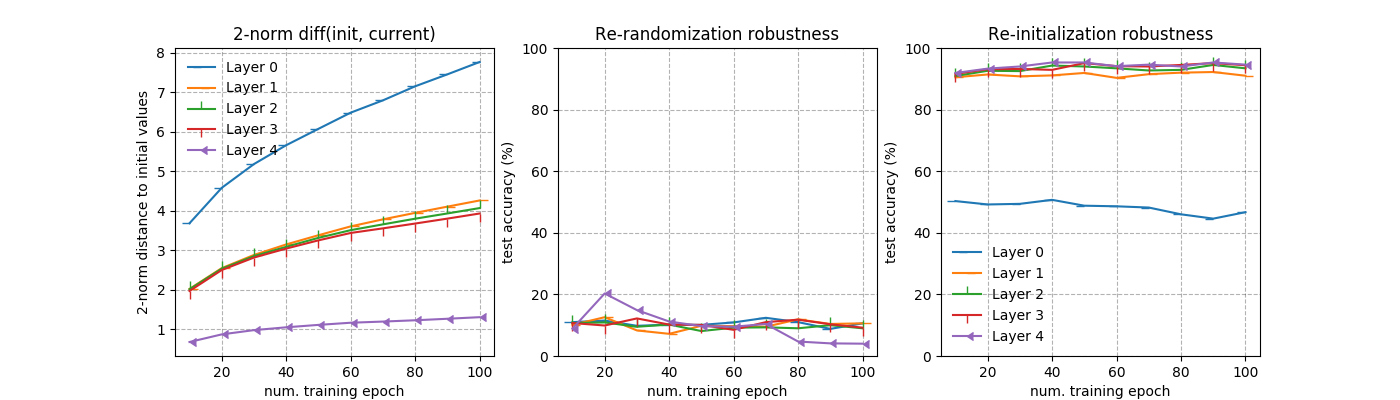 2-norm diff(init, current)
2-norm distance to initial values
8
7
6
5
4
3
2
1
Layer 0
Layer 1
Layer 2
Layer 3
Layer 4
20 40 60 80 100
num. training epoch
Re-randomization robustness
test accuracy (%)
100
80
60
40
20
0
20 40 60 80 100
num. training epoch
Re-initialization robustness
test accuracy (%)
100
80
60
40
20
0
Layer 0
Layer 1
Layer 2
Layer 3
Layer 4
20 40 60 80 100
num. training epoch